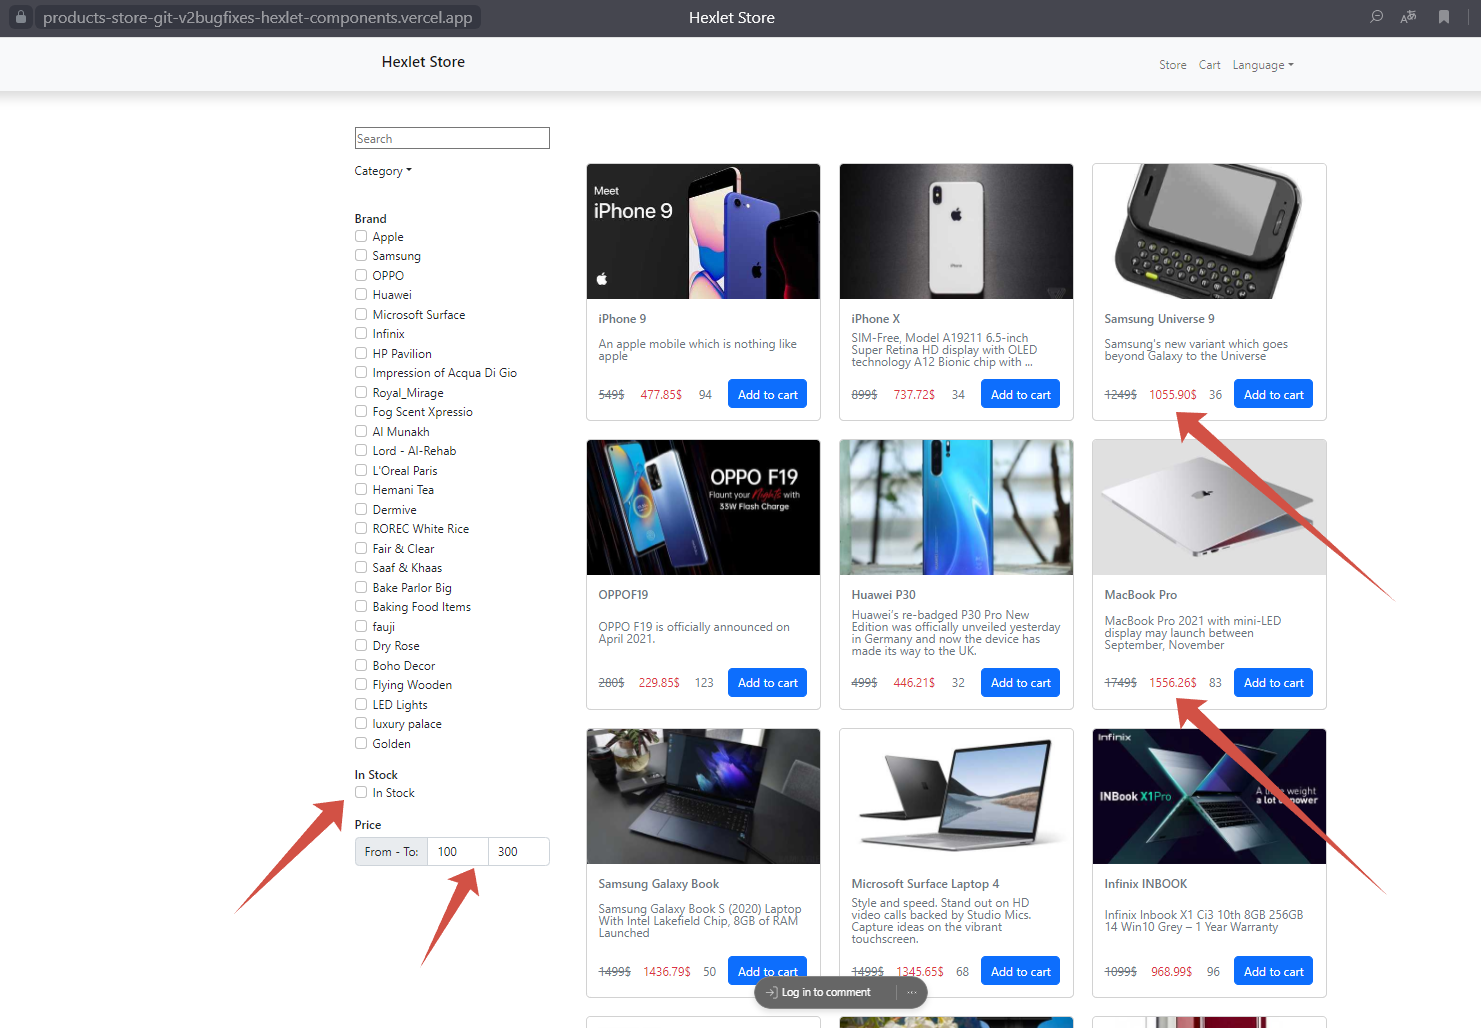 products-store-git-v2bugfixes-hexlet-components.vercel.app
Hexlet Store
Hexlet Store
Store
Cart
Language
Search
Category
Brand
Apple
Samsung
OPPO
Huawei
Microsoft Surface
Infinix
HP Pavilion
Impression of Acqua Di Gio
Royal_Mirage
Fog Scent Xpressio
Al Munakh
Lord - Al-Rehab
L'Oreal Paris
Hemani Tea
Dermive
ROREC White Rice
Fair & Clear
Saaf & Khaas
Bake Parlor Big
Baking Food Items
fauji
Dry Rose
Boho Decor
Flying Wooden
LED Lights
luxury palace
Golden
In Stock
In Stock
Price
From - To:
100
300
Meet
iPhone 9
iPhone 9
An apple mobile which is nothing like
apple
549$ 477.85$ 94 Add to cart
iPhone
iPhone X
SIM-Free, Model A19211 6.5-inch
Super Retina HD display with OLED
technology A12 Bionic chip with ...
899$ 737.72$ 34 Add to cart
Samsung Universe 9
Samsung's new variant which goes
beyond Galaxy to the Universe
1249$ 1055.90$ 36 Add to cart
OPPO F19
Flaunt your Nights with
33W Flash Charge
OPPOF19
OPPO F19 is officially announced on
April 2021.
280$ 229.85$ 123 Add to cart
Huawei P30
Huawei's re-badged P30 Pro New
Edition was officially unveiled yesterday
in Germany and now the device has
made its way to the UK.
499$ 446.21$ 32 Add to cart
MacBook Pro
MacBook Pro 2021 with mini-LED
display may launch between
September, November
1749$ 1556.26$ 83 Add to cart
Samsung Galaxy Book
Samsung Galaxy Book S (2020) Laptop
With Intel Lakefield Chip, 8GB of RAM
Launched
1499$ 1436.79$ 50 Add to cart
Microsoft Surface Laptop 4
Style and speed. Stand out on HD
video calls backed by Studio Mics.
Capture ideas on the vibrant
touchscreen.
1499$ 1345.65$ 68 Add to cart
Infinix
INBook X1Pro
weight
a lot
Infinix INBOOK
Infinix Inbook X1 Ci3 10th 8GB 256GB
14 Win10 Grey – 1 Year Warranty
1099$ 968.99$ 96 Add to cart
Log in to comment